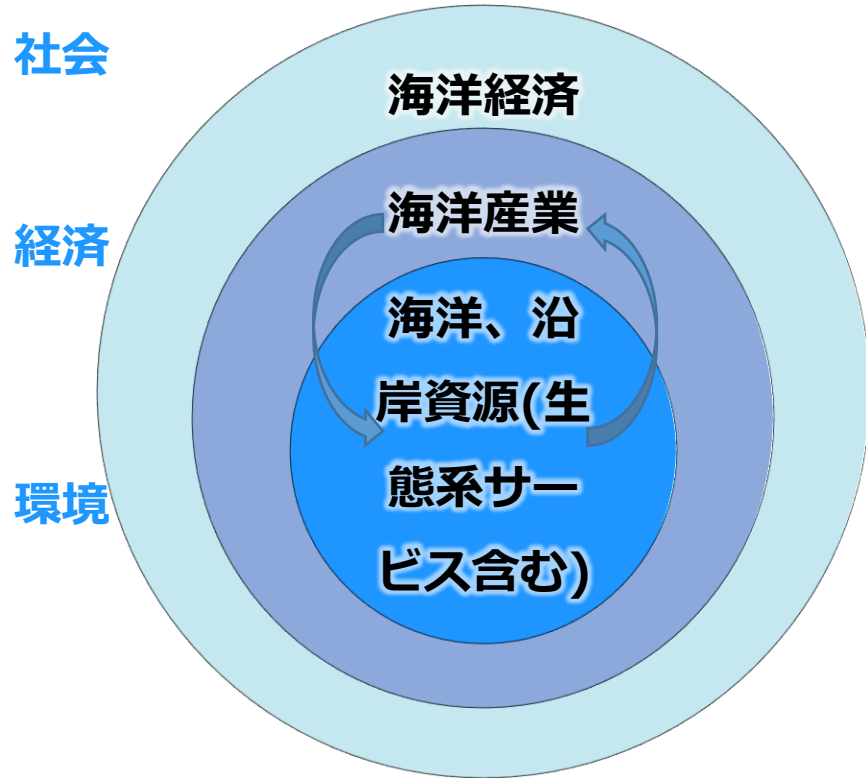 社会
海洋経済
海洋産業
経済
海洋、沿
岸資源(生
態系サー
ビス含む)
環境